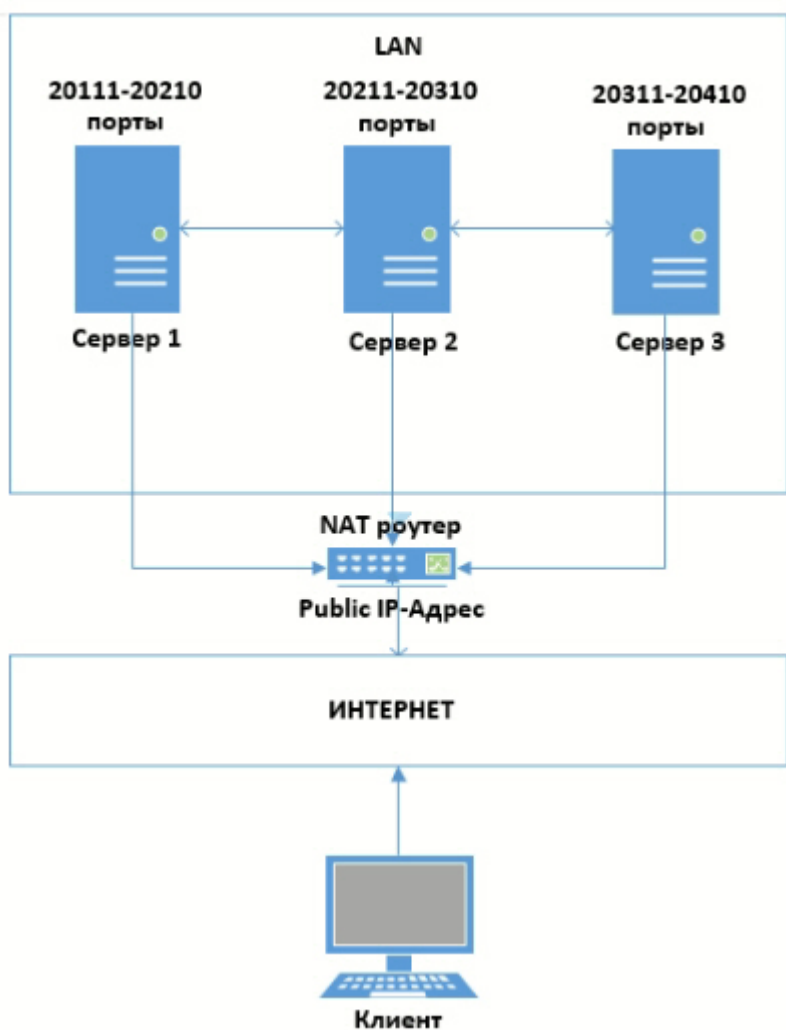 LAN
20111-20210
порты
20211-20310
порты
20311-20410
порты
Сервер 1
Сервер 2
Сервер 3
NAT роутер
Public IP-Адрес
ИНТЕРНЕТ
Клиент